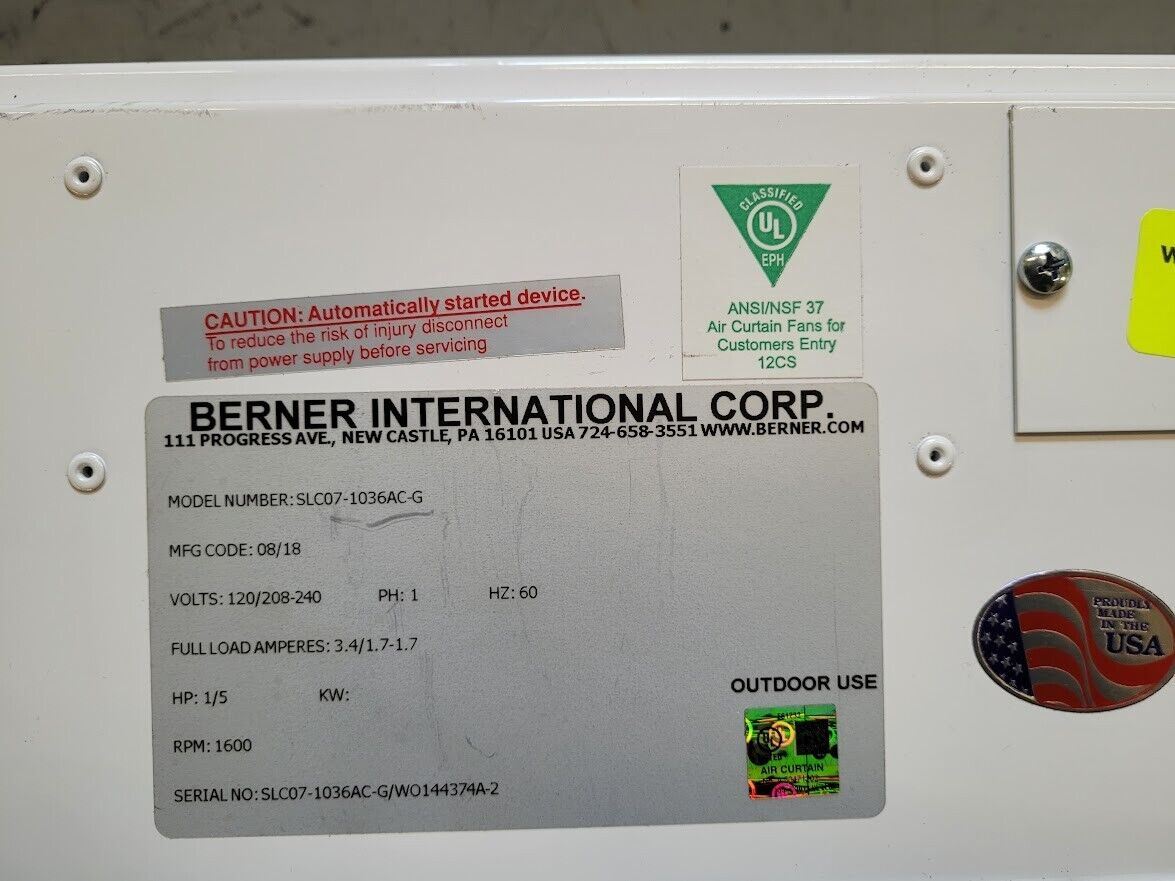 CLASSIFIED
UL
EPH
ANSI/NSF 37
Air Curtain Fans for
Customers Entry
12CS
CAUTION: Automatically started device.
To reduce the risk of injury disconnect
from power supply before servicing
BERNER INTERNATIONAL CORP.
111 PROGRESS AVE., NEW CASTLE, PA 16101 USA 724-658-3551 WWW.BERNER.COM
MODEL NUMBER: SLC07-1036AC-G
MFG CODE: 08/18
VOLTS: 120/208-240 PH: 1 HZ: 60
FULL LOAD AMPERES: 3.4/1.7-1.7
HP: 1/5 KW:
RPM: 1600
SERIAL NO: SLC07-1036AC-G/WO144374A-2
OUTDOOR USE
UL
AIR CURTAIN
PROUDLY
MADE
IN THE
USA
W